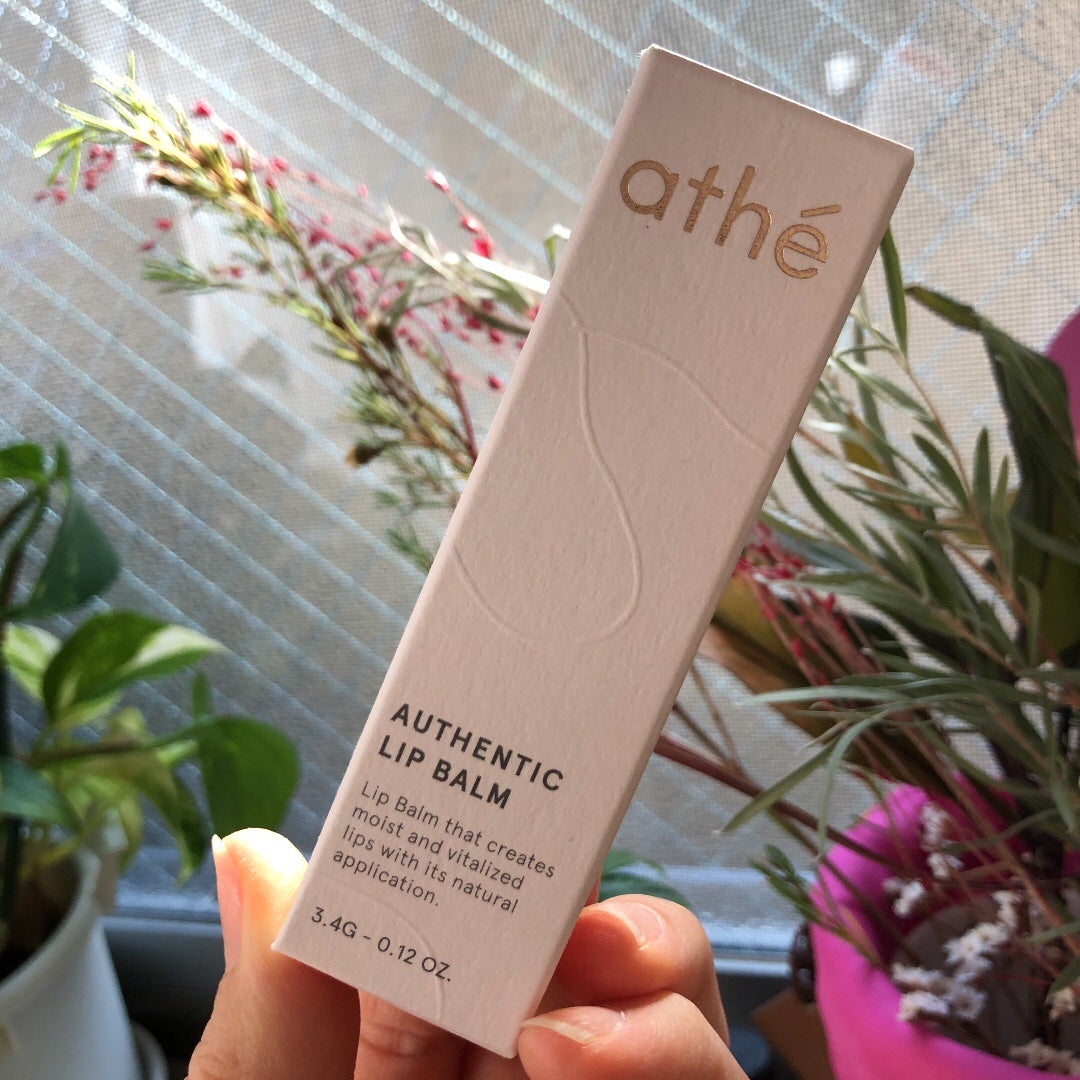 athé
AUTHENTIC
LIP BALM
Lip Balm that creates
moist and vitalized
lips with its natural
application.
3.4G - 0.12 OZ.